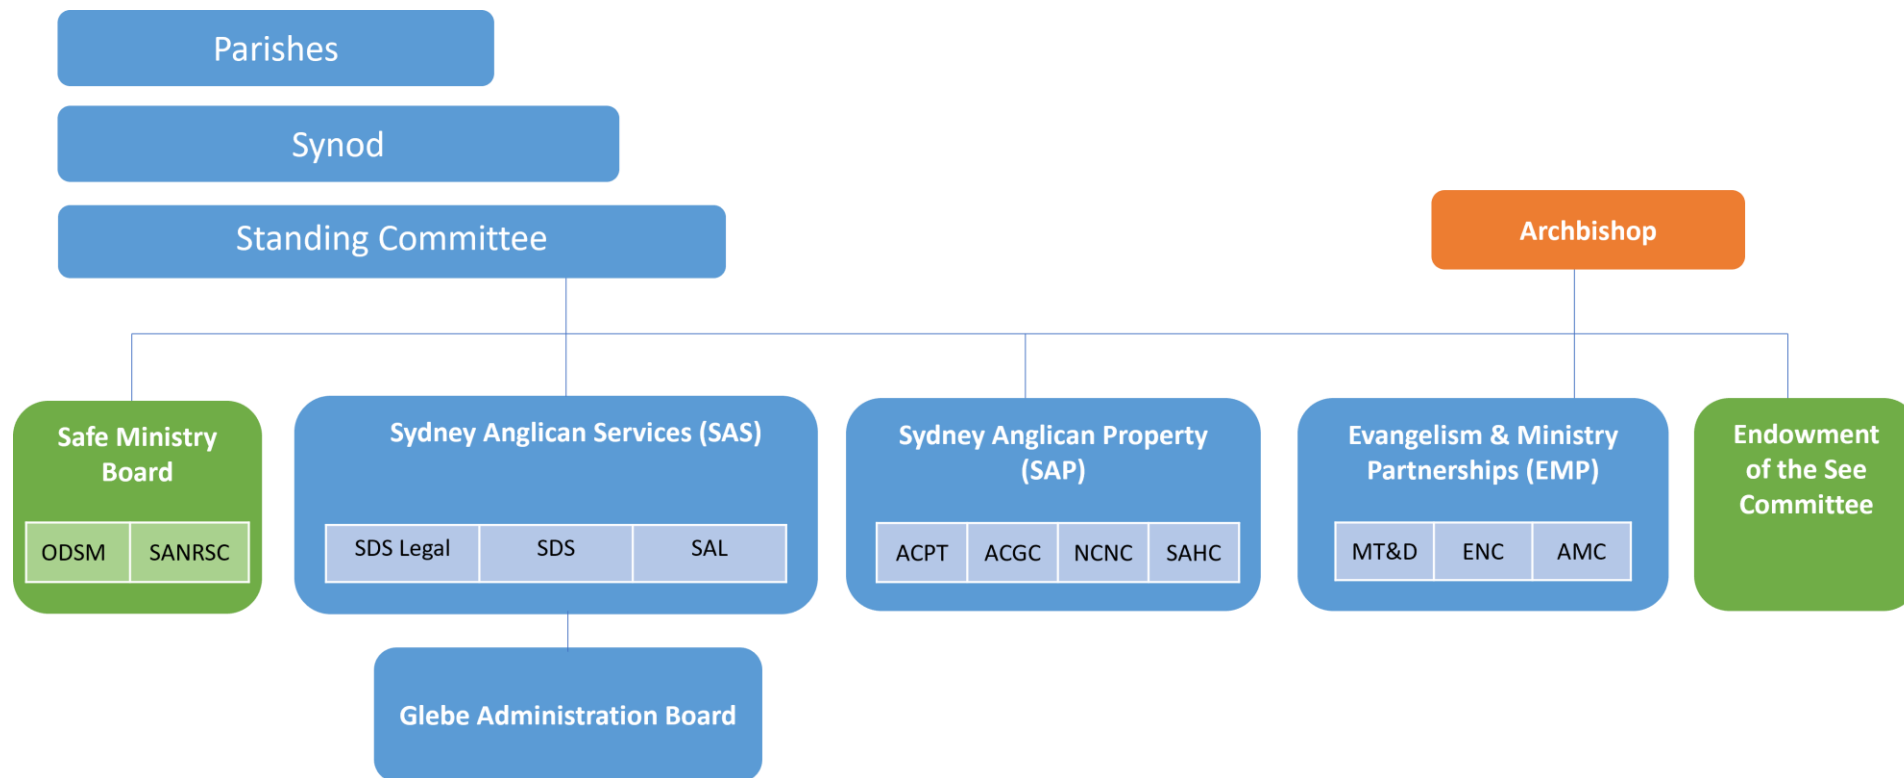 Parishes
Synod
Standing Committee
Archbishop
Safe Ministry
Board
ODSM
SANRSC
Sydney Anglican Services (SAS)
SDS Legal
SDS
SAL
Sydney Anglican Property
(SAP)
ACPT
ACGC
NCNC
SAHC
Evangelism & Ministry
Partnerships (EMP)
MT&D
ENC
AMC
Endowment
of the See
Committee
Glebe Administration Board